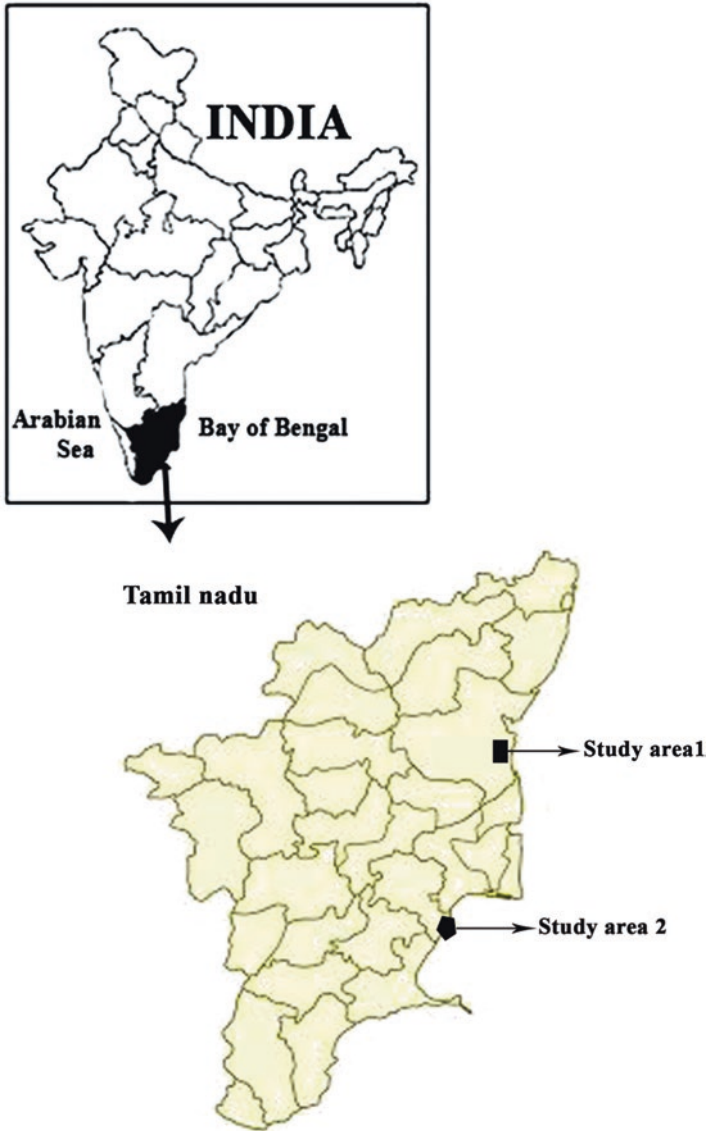 INDIA
Arabian
Sea
Bay of Bengal
Tamil nadu
Study area1
Study area 2